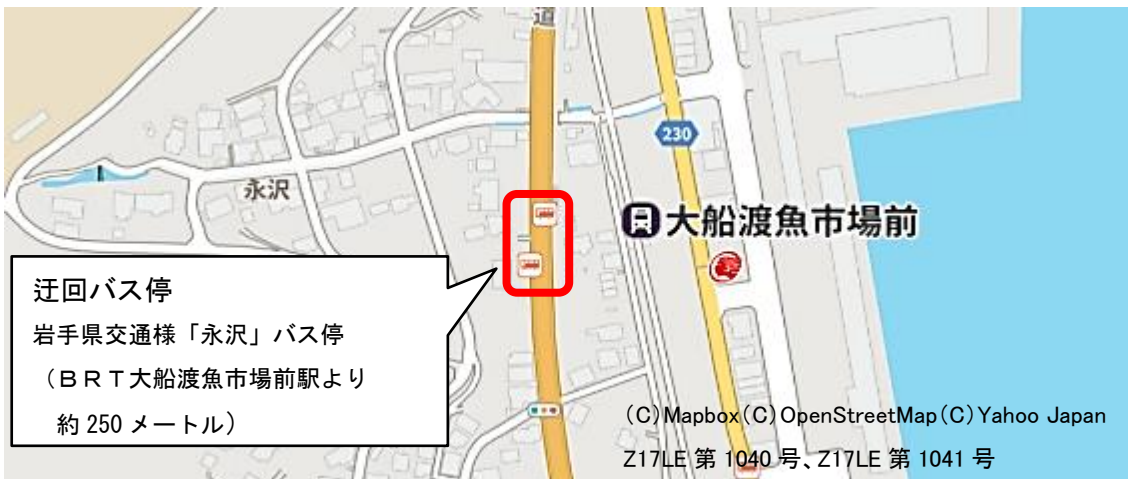 道
230
永沢
大船渡魚市場前
迂回バス停
岩手県交通様「永沢」バス停
（ＢＲＴ大船渡魚市場前駅より
約 250 メートル）
(C)Mapbox(C)OpenStreetMap(C)Yahoo Japan
Z17LE 第 1040 号、Z17LE 第 1041 号